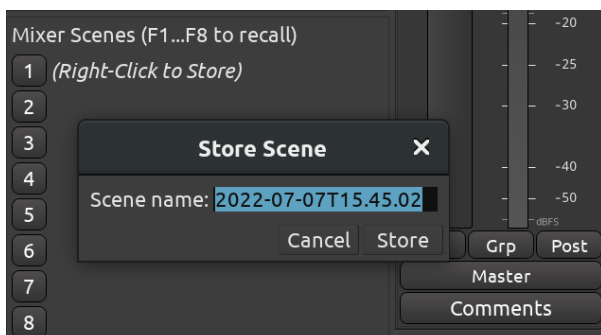 Mixer Scenes (F1...F8 to recall)
1 (Right-Click to Store)
2
3
4
5
6
7
8
Store Scene
Scene name: 2022-07-07T15.45.02
Cancel Store
-20
-25
-30
-40
-50
dBFS
Grp Post
Master
Comments